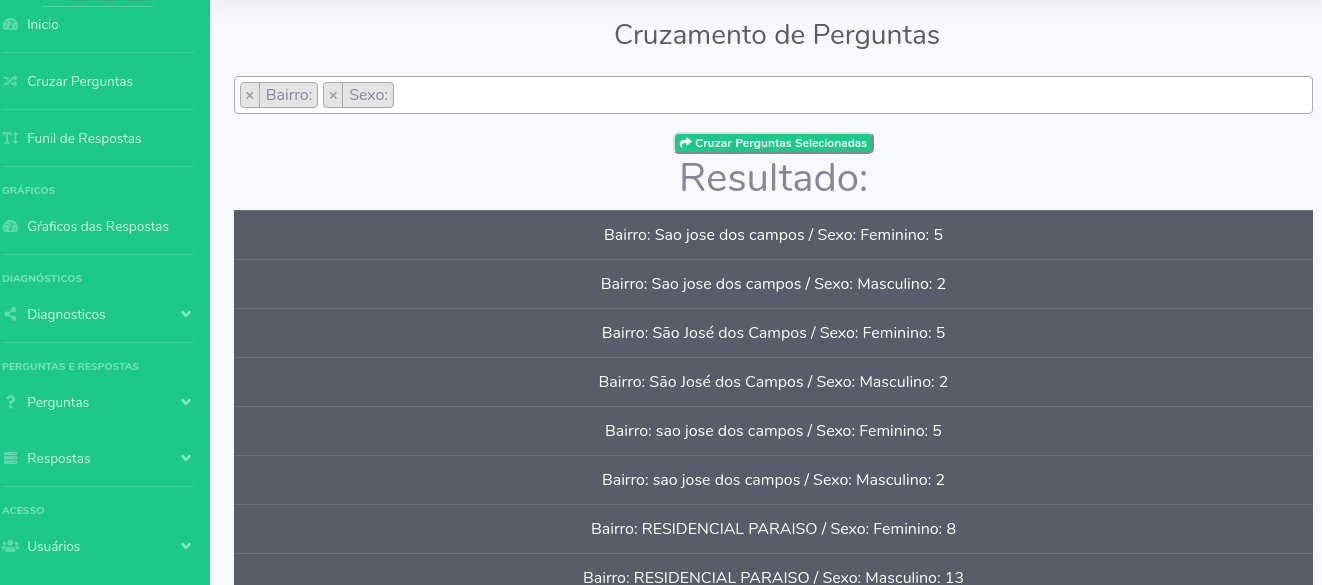 Inicio
Cruzar Perguntas
Funil de Respostas
GRÁFICOS
Gŕaficos das Respostas
DIAGNÓSTICOS
Diagnosticos
PERGUNTAS E RESPOSTAS
Perguntas
Respostas
ACESSO
Usuários
Cruzamento de Perguntas
× Bairro: × Sexo:
Cruzar Perguntas Selecionadas
Resultado:
Bairro: Sao jose dos campos / Sexo: Feminino: 5
Bairro: Sao jose dos campos / Sexo: Masculino: 2
Bairro: São José dos Campos / Sexo: Feminino: 5
Bairro: São José dos Campos / Sexo: Masculino: 2
Bairro: sao jose dos campos / Sexo: Feminino: 5
Bairro: sao jose dos campos / Sexo: Masculino: 2
Bairro: RESIDENCIAL PARAISO / Sexo: Feminino: 8
Bairro: RESIDENCIAL PARAISO / Sexo: Masculino: 13